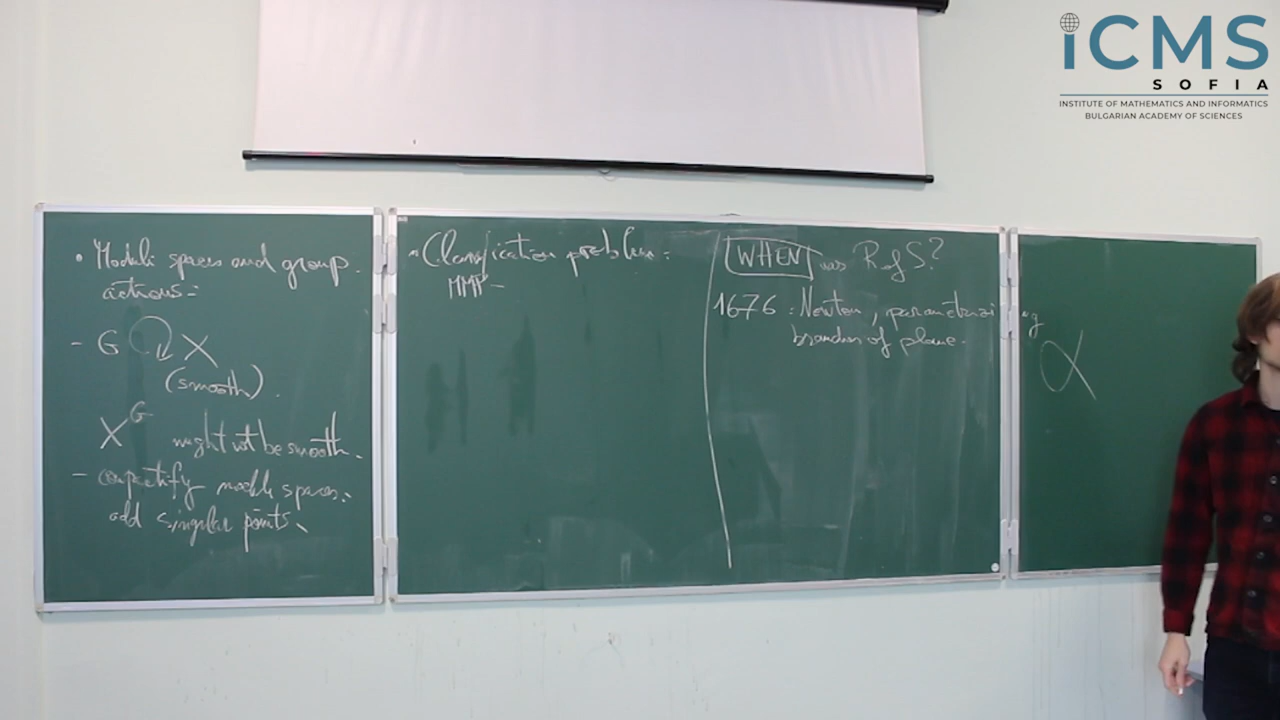 iCMS
SOFIA
INSTITUTE OF MATHEMATICS AND INFORMATICS
BULGARIAN ACADEMY OF SCIENCES
• Moduli spaces and group
actions:
- G ↻ X
(smooth).
X^G might not be smooth.
- compactify moduli spaces:
add singular points.
• Classification problem:
MMP-
WHEN was R of S?
1676 : Newton, parametrizing
branches of plane.